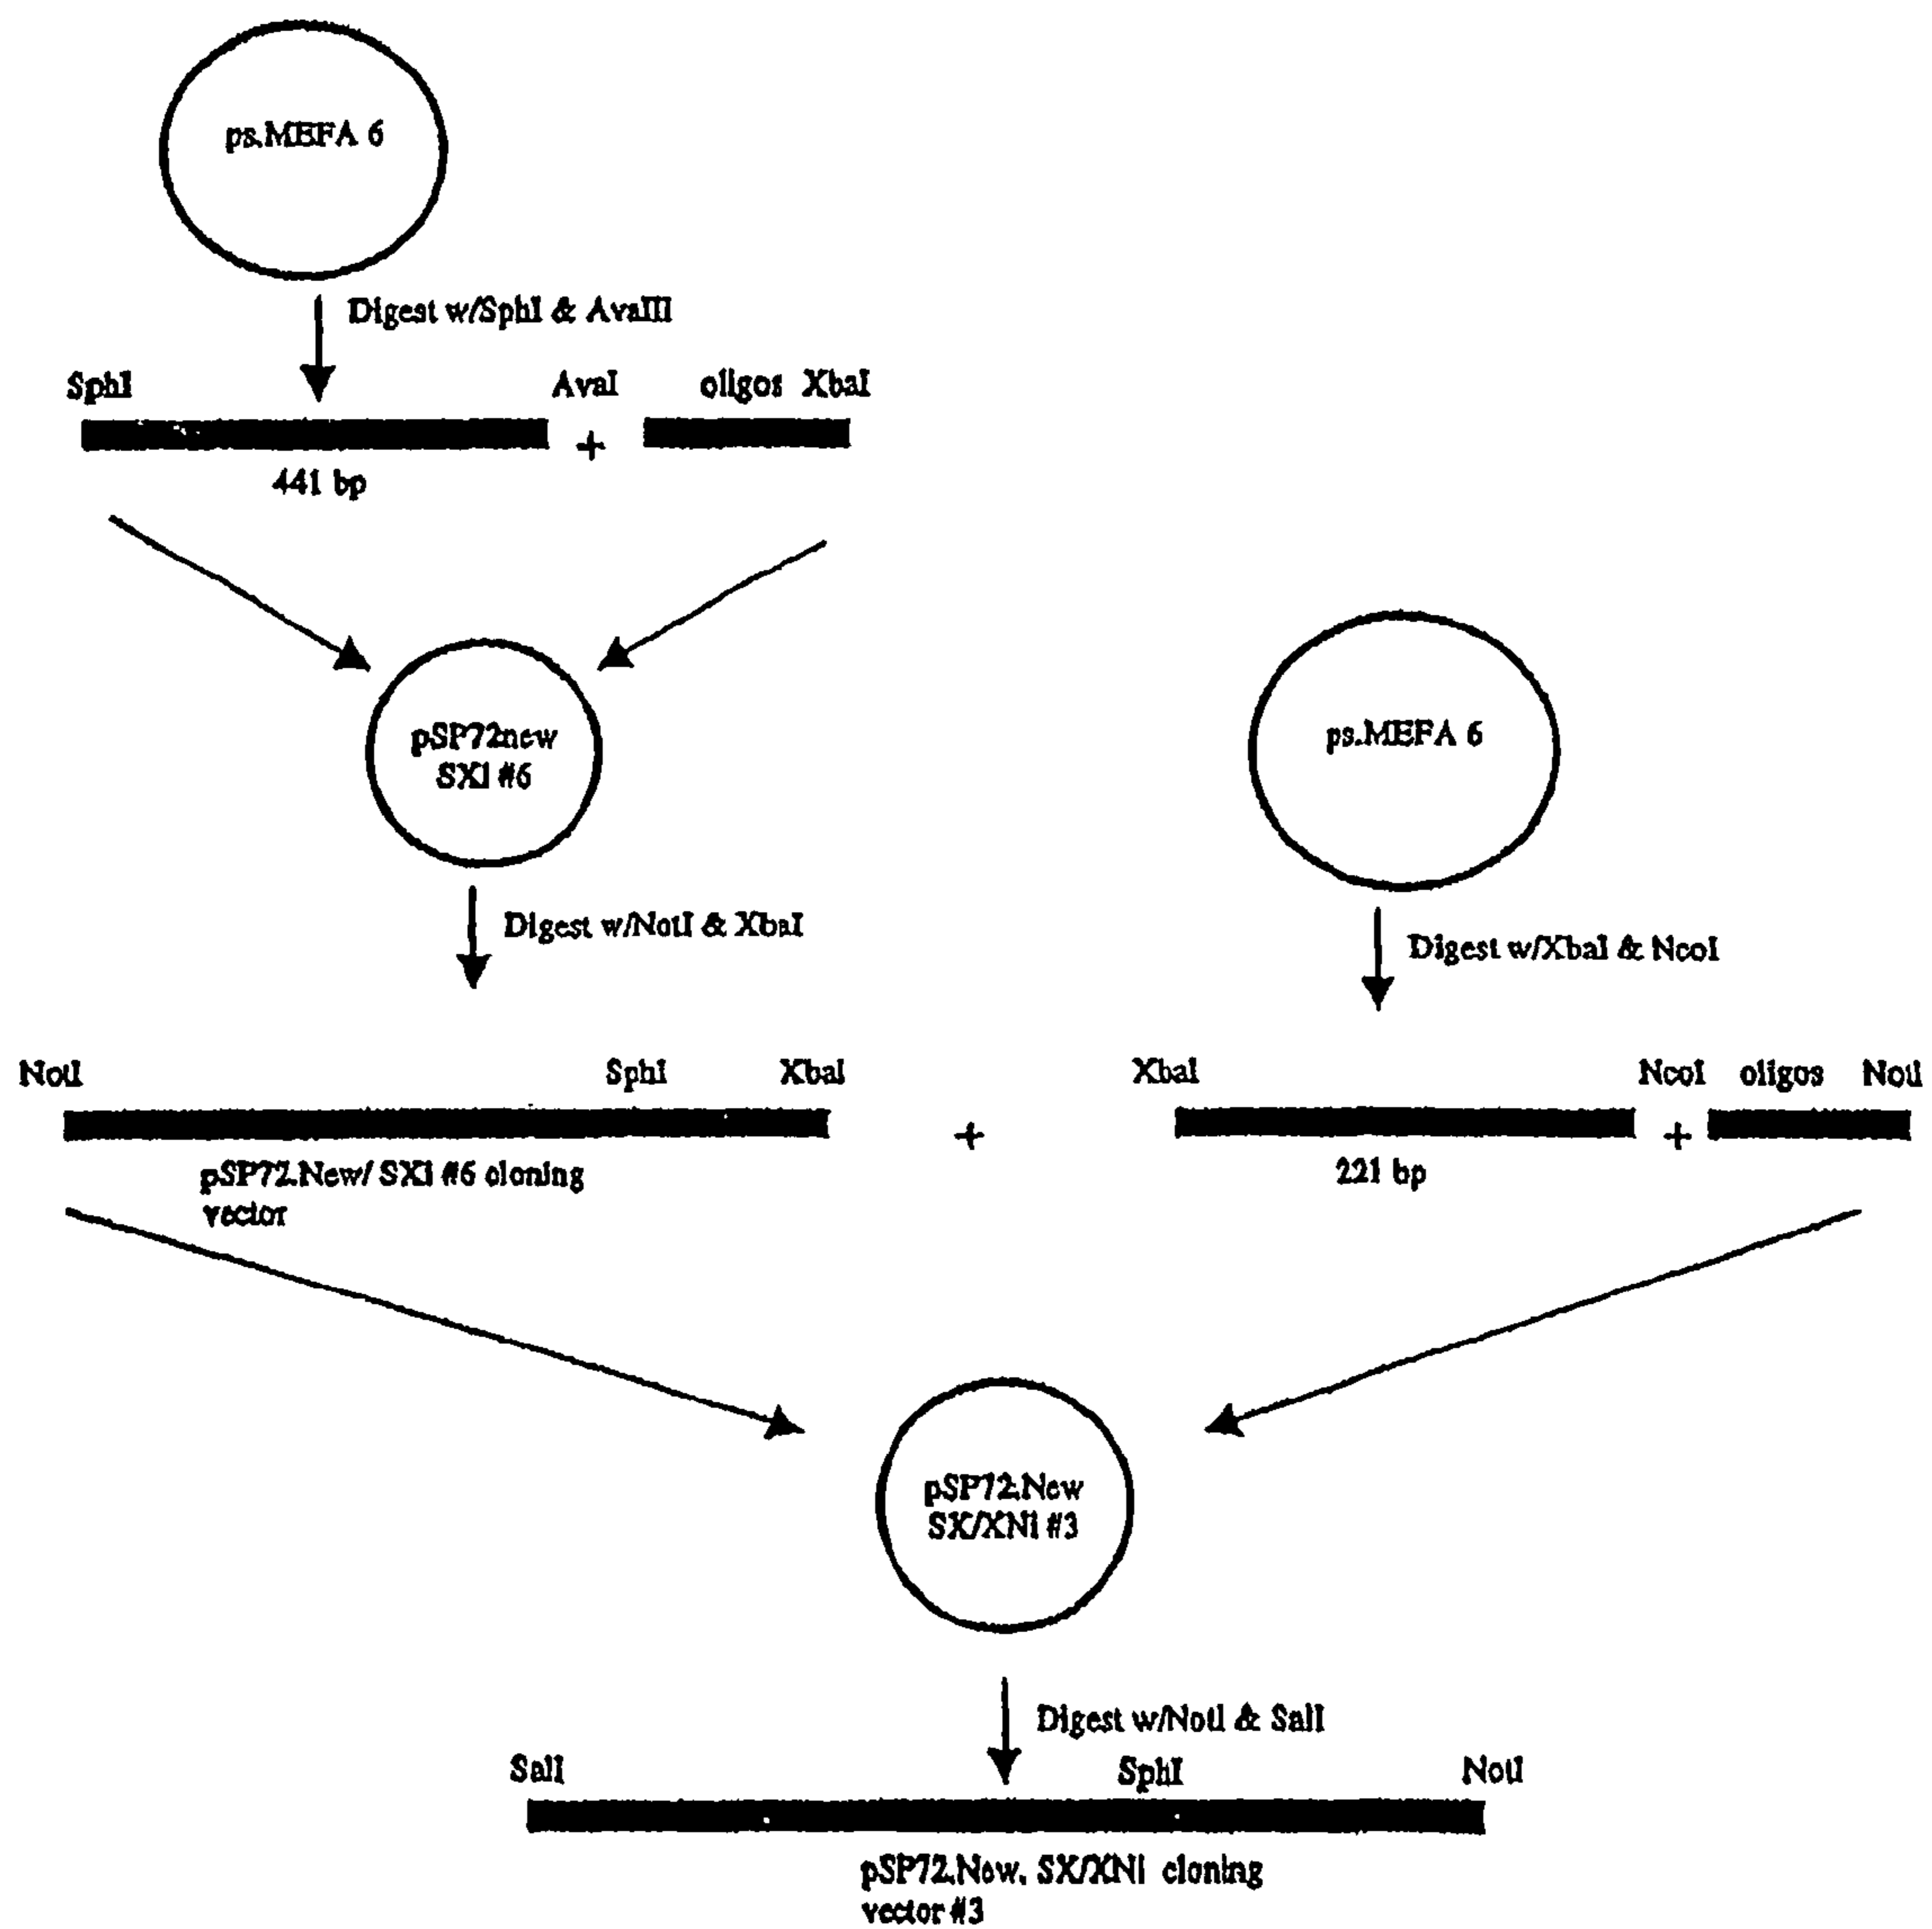 ps.MEFA 6
Digest w/SphI & AvaIII
SphI
AvaI
oligos XbaI
+
441 bp
pSP72new
SX1 #6
ps.MEFA 6
Digest w/NotI & XbaI
Digest w/XbaI & NcoI
NotI
SphI
XbaI
XbaI
NcoI oligos NotI
+
+
pSP72.New/ SXi #6 cloning
vector
221 bp
pSP72.New
SX/XNi #3
Digest w/NotI & SalI
SalI
SphI
NotI
pSP72.New. SX/XNi cloning
vector #3